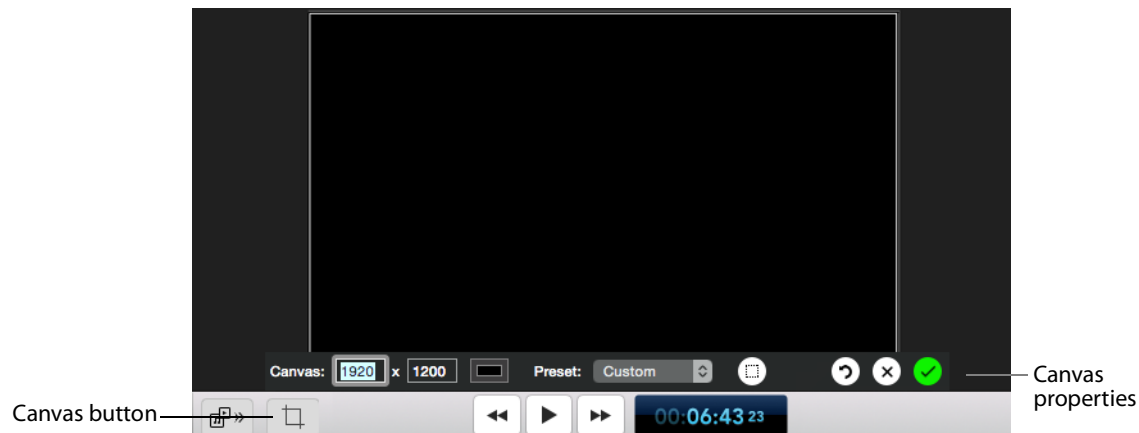 Canvas: 1920 x 1200 Preset: Custom
Canvas properties
Canvas button
00:06:43 23